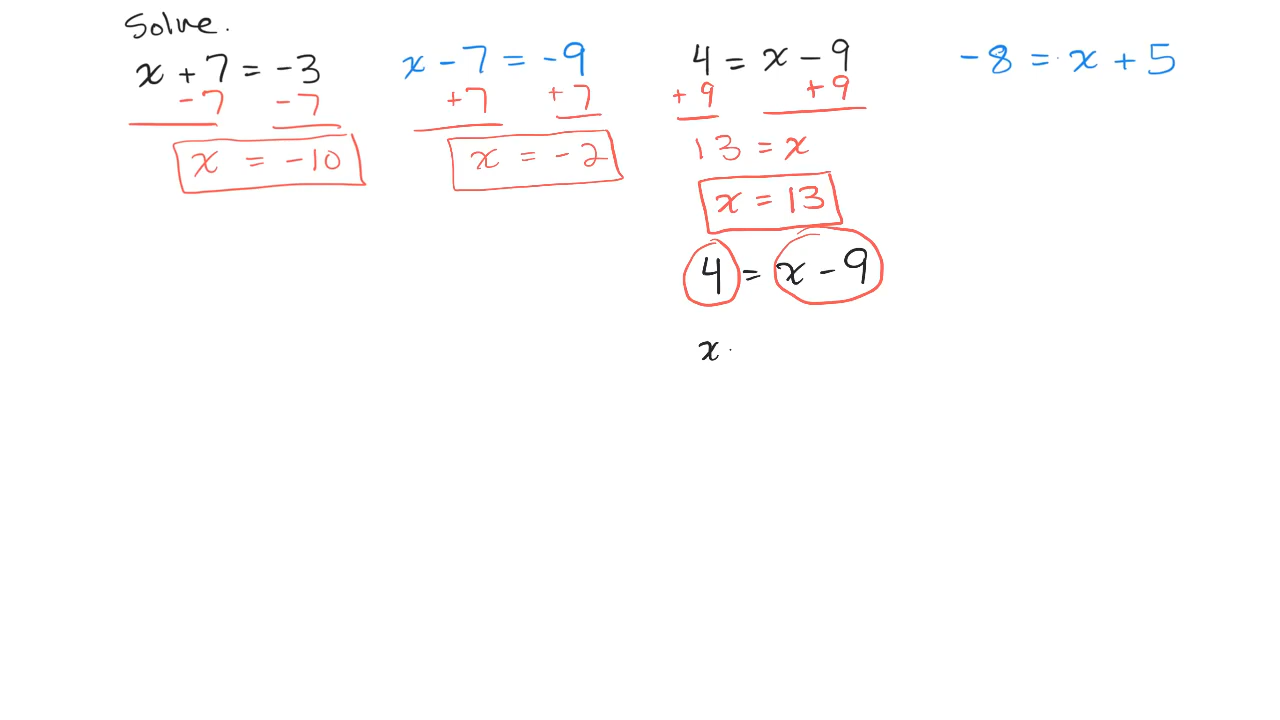 Solve.
x + 7 = -3
-7 -7
x = -10
x - 7 = -9
+7 +7
x = -2
4 = x - 9
+9 +9
13 = x
x = 13
4 = x - 9
x
-8 = x + 5